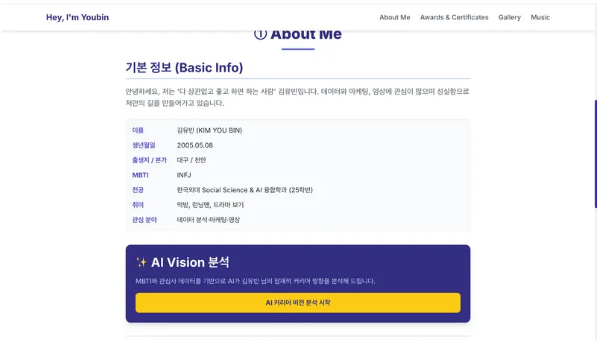 Hey, I'm Youbin
About Me
Awards & Certificates
Gallery
Music
ⓘ About Me
기본 정보 (Basic Info)
안녕하세요, 저는 '다 상관없고 좋고 하면 하는 사람' 김유빈입니다. 데이터와 마케팅, 영상에 관심이 많으며 성실함으로
저만의 길을 만들어가고 있습니다.
이름 김유빈 (KIM YOU BIN)
생년월일 2005.05.08
출생지 / 본가 대구 / 천안
MBTI INFJ
전공 한국외대 Social Science & AI 융합학과 (25학번)
취미 먹방, 런닝맨, 드라마 보기
관심 분야 데이터 분석·마케팅·영상
✨ AI Vision 분석
MBTI와 관심사 데이터를 기반으로 AI가 김유빈 님의 잠재적 커리어 방향을 분석해 드립니다.
AI 커리어 비전 분석 시작